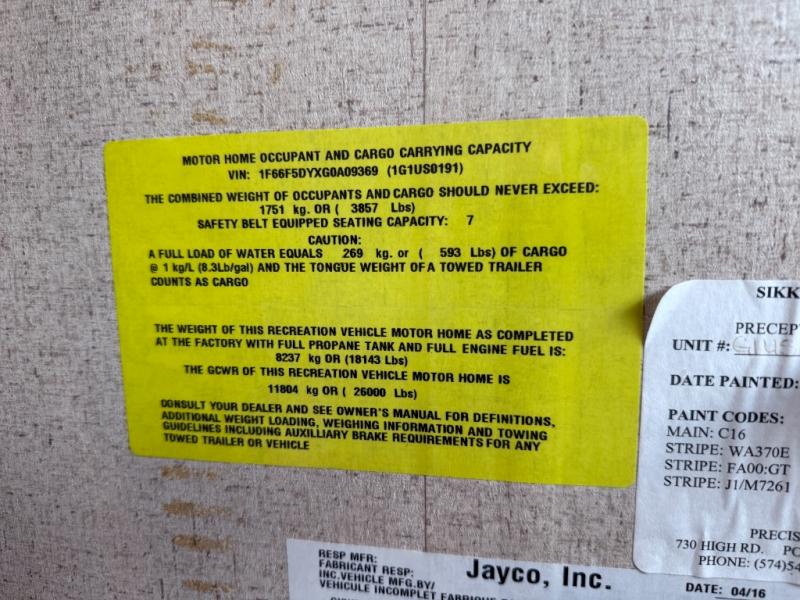 MOTOR HOME OCCUPANT AND CARGO CARRYING CAPACITY
VIN: 1F66F5DYXG0A09369 (1G1US0191)
THE COMBINED WEIGHT OF OCCUPANTS AND CARGO SHOULD NEVER EXCEED:
1751 kg. OR ( 3857 Lbs)
SAFETY BELT EQUIPPED SEATING CAPACITY: 7
CAUTION:
A FULL LOAD OF WATER EQUALS 269 kg. or ( 593 Lbs) OF CARGO
@ 1 kg/L (8.3Lb/gal) AND THE TONGUE WEIGHT OF A TOWED TRAILER
COUNTS AS CARGO
THE WEIGHT OF THIS RECREATION VEHICLE MOTOR HOME AS COMPLETED
AT THE FACTORY WITH FULL PROPANE TANK AND FULL ENGINE FUEL IS:
8237 kg OR (18143 Lbs)
THE GCWR OF THIS RECREATION VEHICLE MOTOR HOME IS
11804 kg OR ( 26000 Lbs)
CONSULT YOUR DEALER AND SEE OWNER'S MANUAL FOR DEFINITIONS,
ADDITIONAL WEIGHT LOADING, WEIGHING INFORMATION AND TOWING
GUIDELINES INCLUDING AUXILLIARY BRAKE REQUIREMENTS FOR ANY
TOWED TRAILER OR VEHICLE
SIKK
PRECEP
UNIT #:
DATE PAINTED:
PAINT CODES:
MAIN: C16
STRIPE: WA370E
STRIPE: FA00:GT
STRIPE: J1/M7261
PRECIS
730 HIGH RD. PO
PHONE: (574)54
RESP MFR:
FABRICANT RESP:
INC.VEHICLE MFG.BY/
VEHICULE INCOMPLET FABRIQUE
Jayco, Inc.
DATE: 04/16